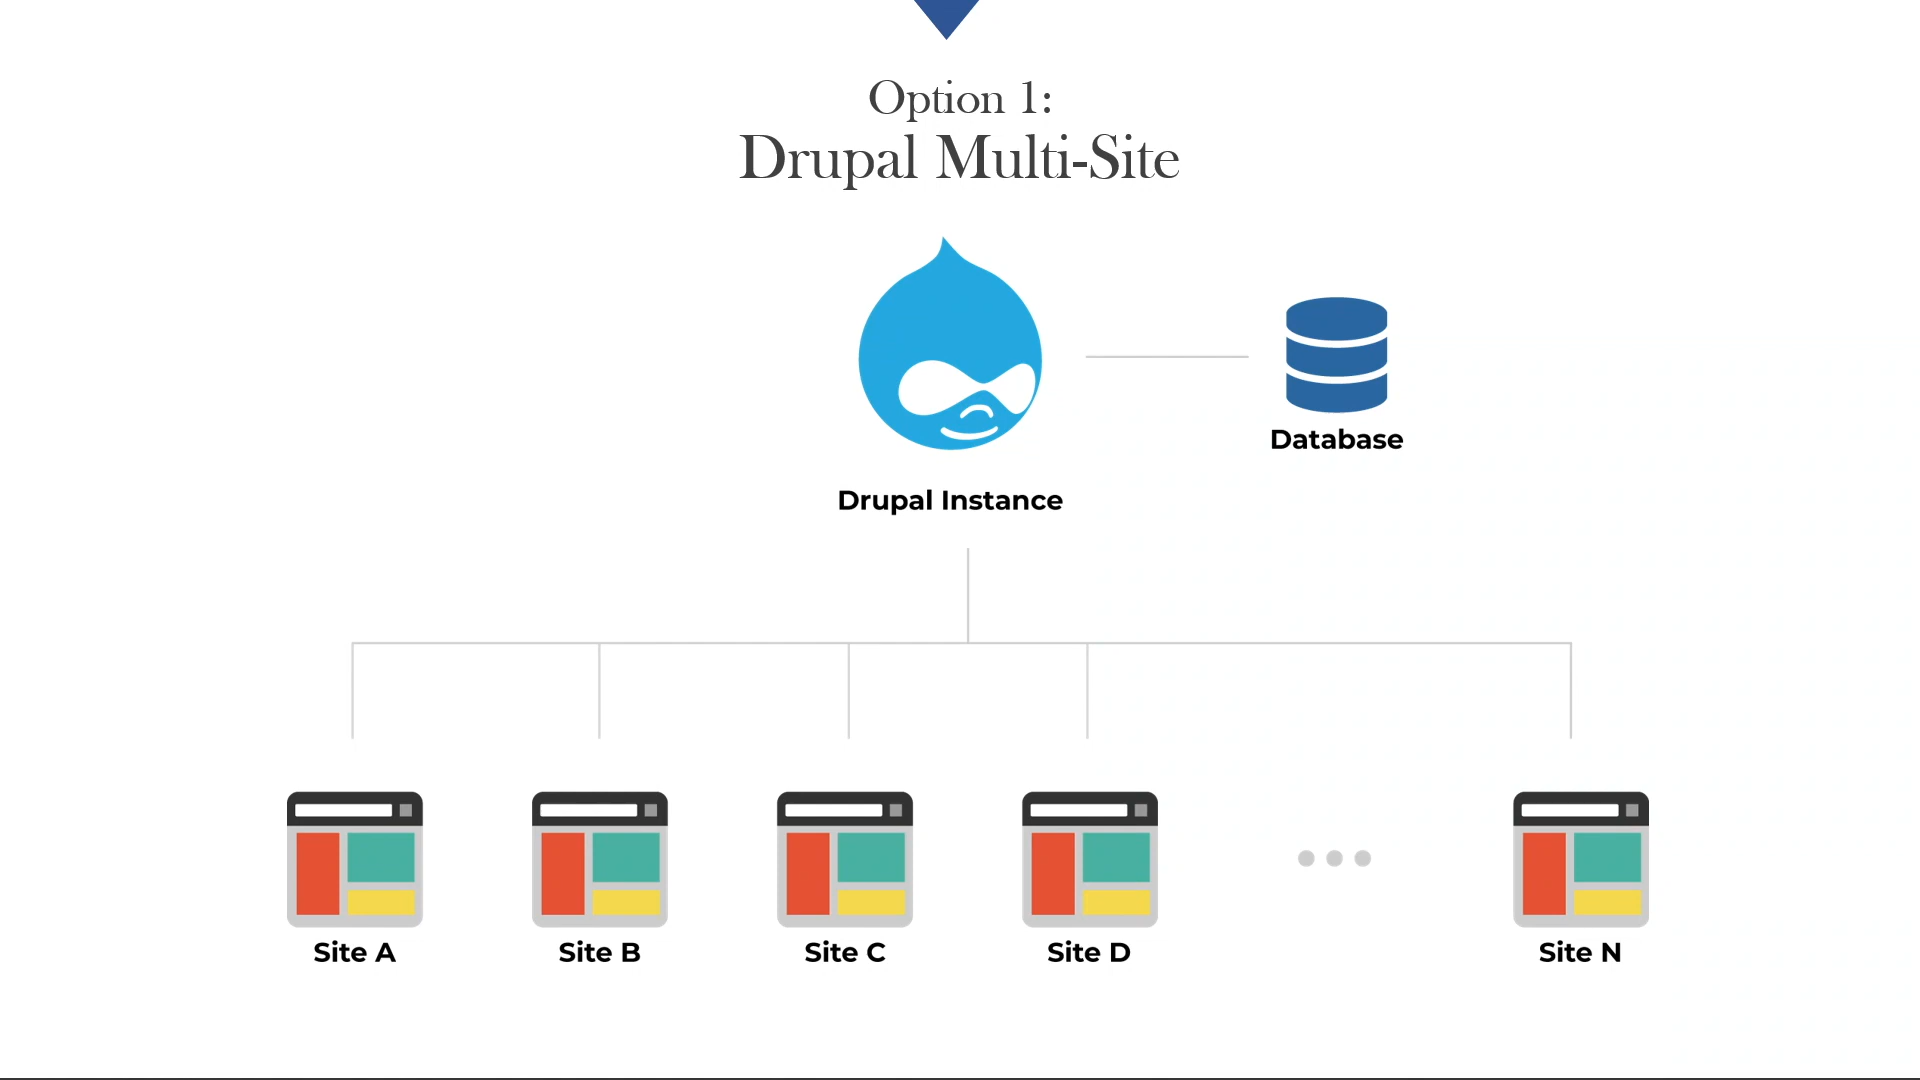 Option 1:
Drupal Multi-Site
Database
Drupal Instance
Site A
Site B
Site C
Site D
Site N